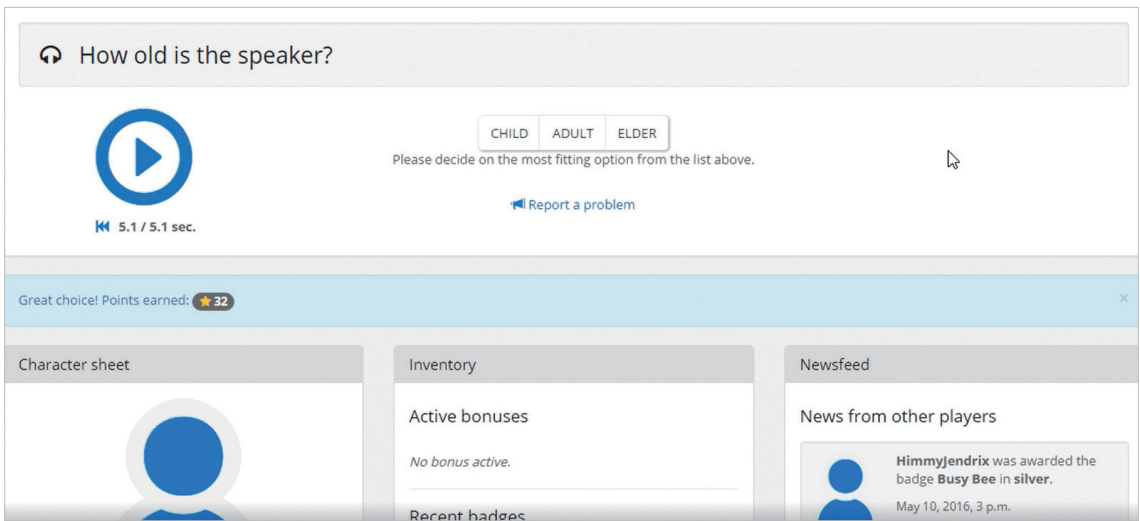 How old is the speaker?
CHILD ADULT ELDER
Please decide on the most fitting option from the list above.
Report a problem
5.1 / 5.1 sec.
Great choice! Points earned: 32
×
Character sheet
Inventory
Active bonuses
No bonus active.
Recent badges
Newsfeed
News from other players
HimmyJendrix was awarded the
badge Busy Bee in silver.
May 10, 2016, 3 p.m.